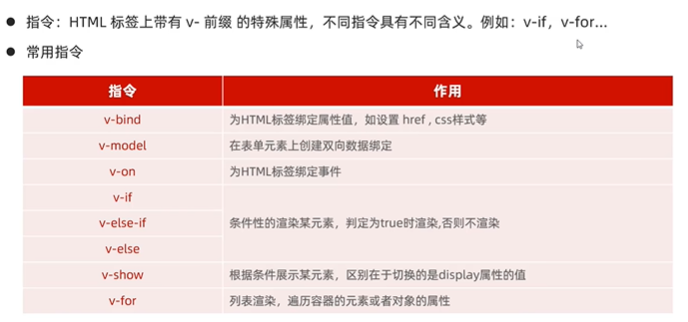 指令：HTML 标签上带有 v- 前缀 的特殊属性，不同指令具有不同含义。例如：v-if，v-for…
常用指令
指令 作用
v-bind 为HTML标签绑定属性值，如设置 href , css样式等
v-model 在表单元素上创建双向数据绑定
v-on 为HTML标签绑定事件
v-if
v-else-if 条件性的渲染某元素，判定为true时渲染,否则不渲染
v-else
v-show 根据条件展示某元素，区别在于切换的是display属性的值
v-for 列表渲染，遍历容器的元素或者对象的属性